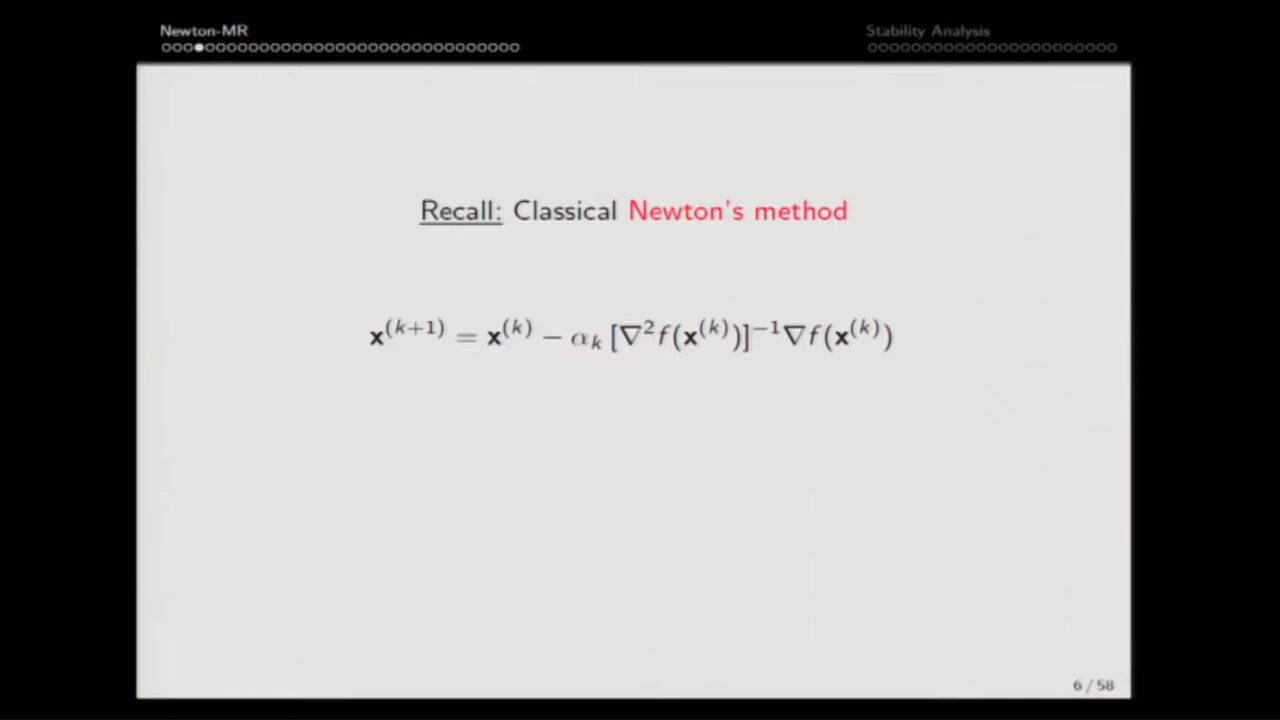 Newton-MR
Stability Analysis
Recall: Classical Newton's method
x^(k+1) = x^(k) − α_k [∇²f(x^(k))]^−1 ∇f(x^(k))
6 / 58